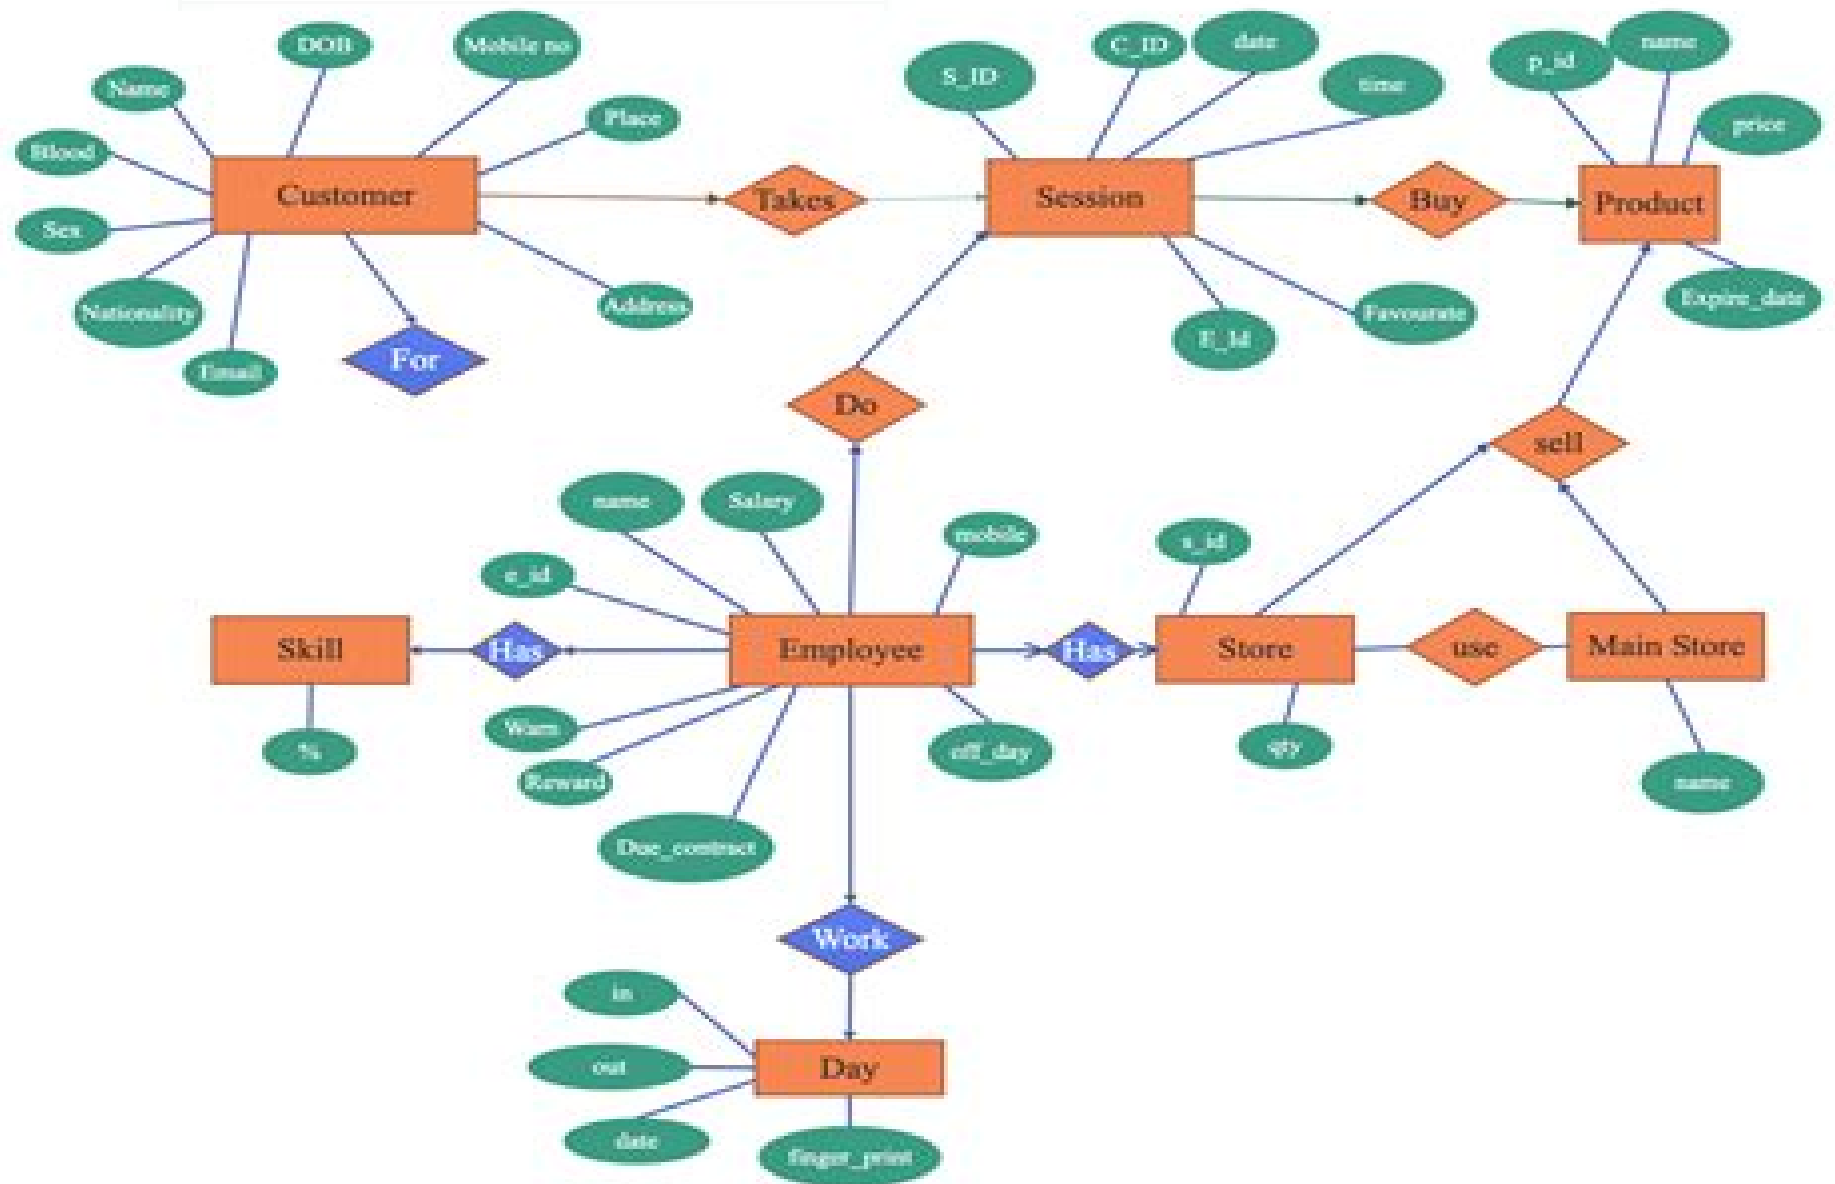 DOB
Mobile no
C_ID
date
name
Name
S_ID
time
p_id
Place
price
Blood
Customer
Takes
Session
Buy
Product
Sex
Nationality
Address
Favourate
Expire_date
Email
For
E_Id
Do
sell
name
Salary
mobile
s_id
e_id
Skill
Has
Employee
Has
Store
use
Main Store
%
Warn
Reward
off_day
qty
name
Due_contract
Work
in
out
Day
date
finger_print